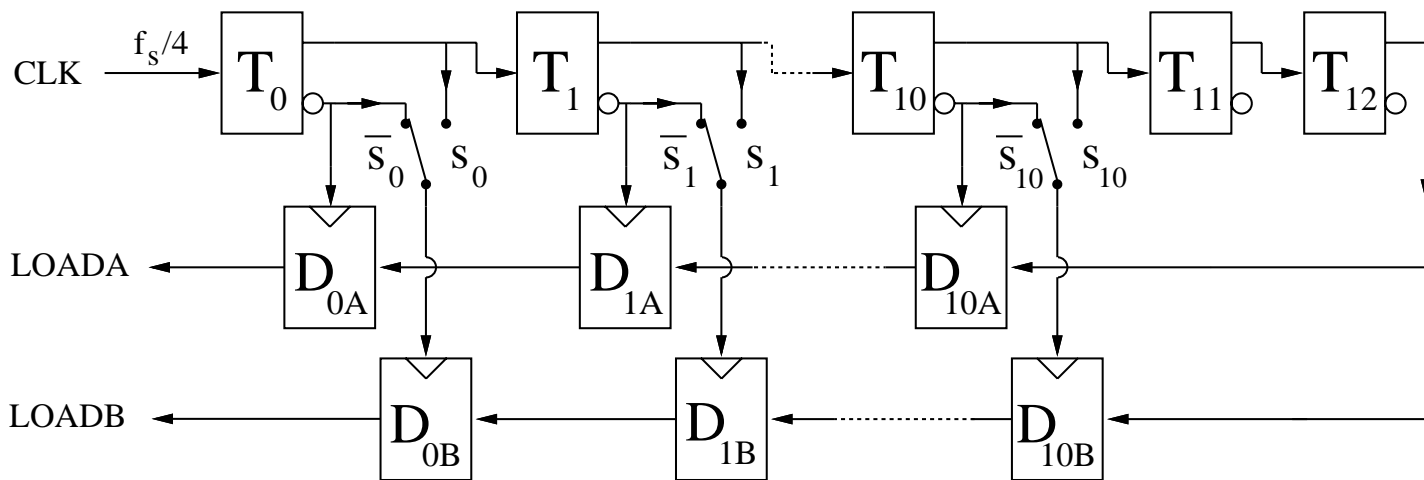 f_s/4
CLK
T_0
T_1
T_10
T_11
T_12
s̅_0
s_0
s̅_1
s_1
s̅_10
s_10
LOADA
D_0A
D_1A
D_10A
LOADB
D_0B
D_1B
D_10B